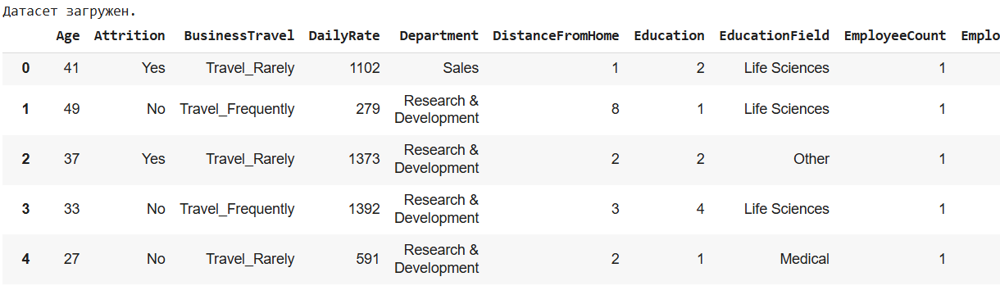 Датасет загружен.
Age Attrition BusinessTravel DailyRate Department DistanceFromHome Education EducationField EmployeeCount Emplo
0 41 Yes Travel_Rarely 1102 Sales 1 2 Life Sciences 1
1 49 No Travel_Frequently 279 Research & Development 8 1 Life Sciences 1
2 37 Yes Travel_Rarely 1373 Research & Development 2 2 Other 1
3 33 No Travel_Frequently 1392 Research & Development 3 4 Life Sciences 1
4 27 No Travel_Rarely 591 Research & Development 2 1 Medical 1